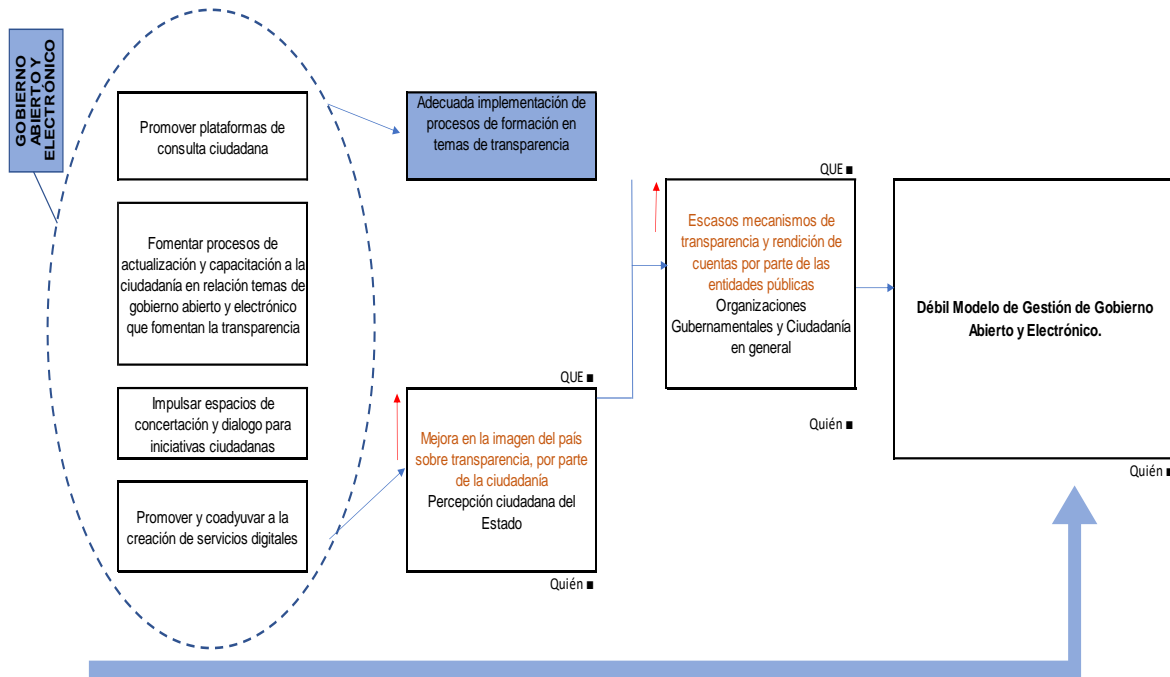 GOBIERNO
ABIERTO Y
ELECTRÓNICO
Promover plataformas de
consulta ciudadana
Fomentar procesos de
actualización y capacitación a la
ciudadanía en relación temas de
gobierno abierto y electrónico
que fomentan la transparencia
Impulsar espacios de
concertación y dialogo para
iniciativas ciudadanas
Promover y coadyuvar a la
creación de servicios digitales
Adecuada implementación de
procesos de formación en
temas de transparencia
QUE
Mejora en la imagen del país
sobre transparencia, por parte
de la ciudadanía
Percepción ciudadana del
Estado
Quién
QUE
Escasos mecanismos de
transparencia y rendición de
cuentas por parte de las
entidades públicas
Organizaciones
Gubernamentales y Ciudadanía
en general
Quién
QUE
Débil Modelo de Gestión de Gobierno
Abierto y Electrónico.
Quién